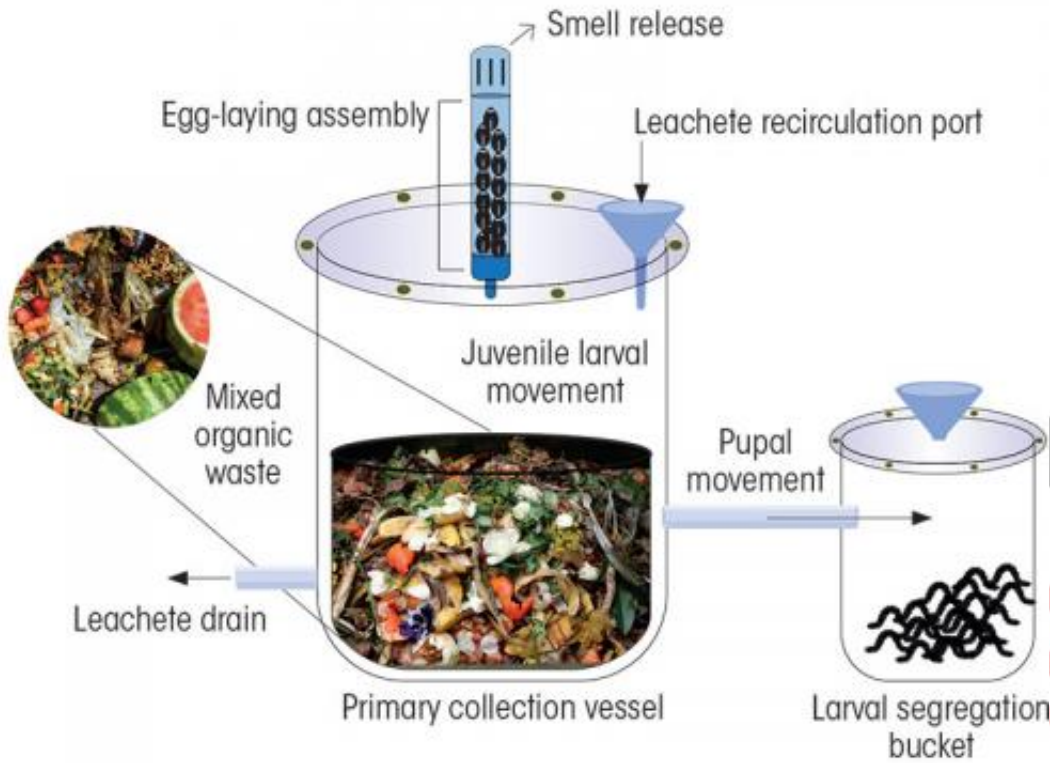 Smell release
Egg-laying assembly
Leachete recirculation port
Juvenile larval
movement
Mixed
organic
waste
Pupal
movement
Leachete drain
Primary collection vessel
Larval segregation
bucket